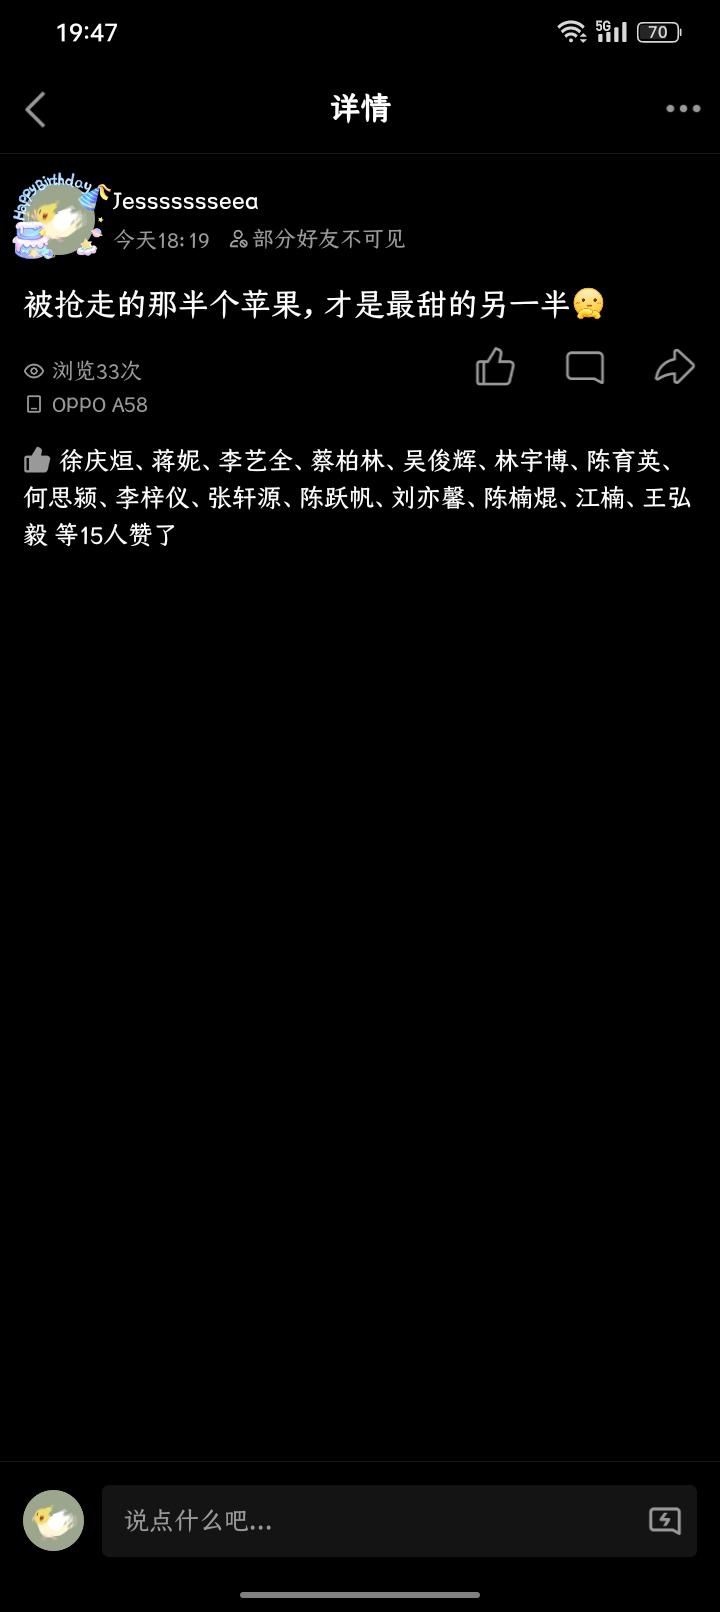 19:47
5G
70
详情
HappyBirthday
Jessssssseea
今天18:19 部分好友不可见
被抢走的那半个苹果，才是最甜的另一半
浏览33次
OPPO A58
徐庆烜、蒋妮、李艺全、蔡柏林、吴俊辉、林宇博、陈育英、
何思颖、李梓仪、张轩源、陈跃帆、刘亦馨、陈楠焜、江楠、王弘
毅 等15人赞了
说点什么吧...